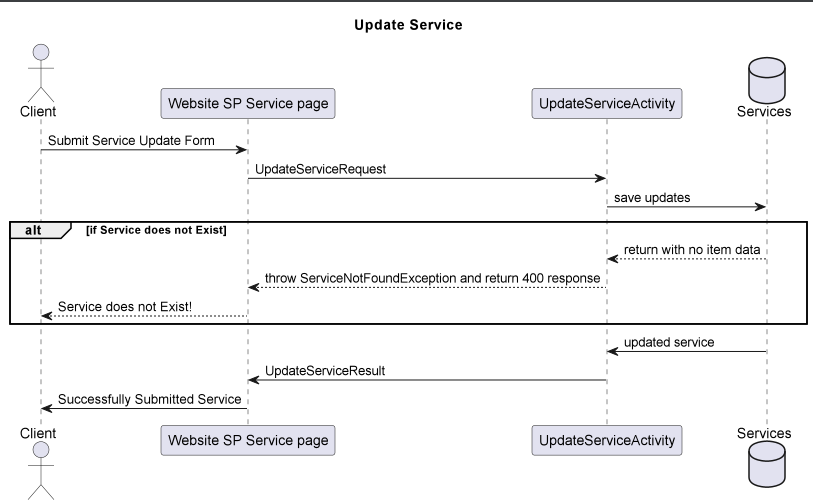 Update Service
Client
Website SP Service page
UpdateServiceActivity
Services
Submit Service Update Form
UpdateServiceRequest
save updates
alt
[if Service does not Exist]
return with no item data
throw ServiceNotFoundException and return 400 response
Service does not Exist!
updated service
UpdateServiceResult
Successfully Submitted Service
Client
Website SP Service page
UpdateServiceActivity
Services